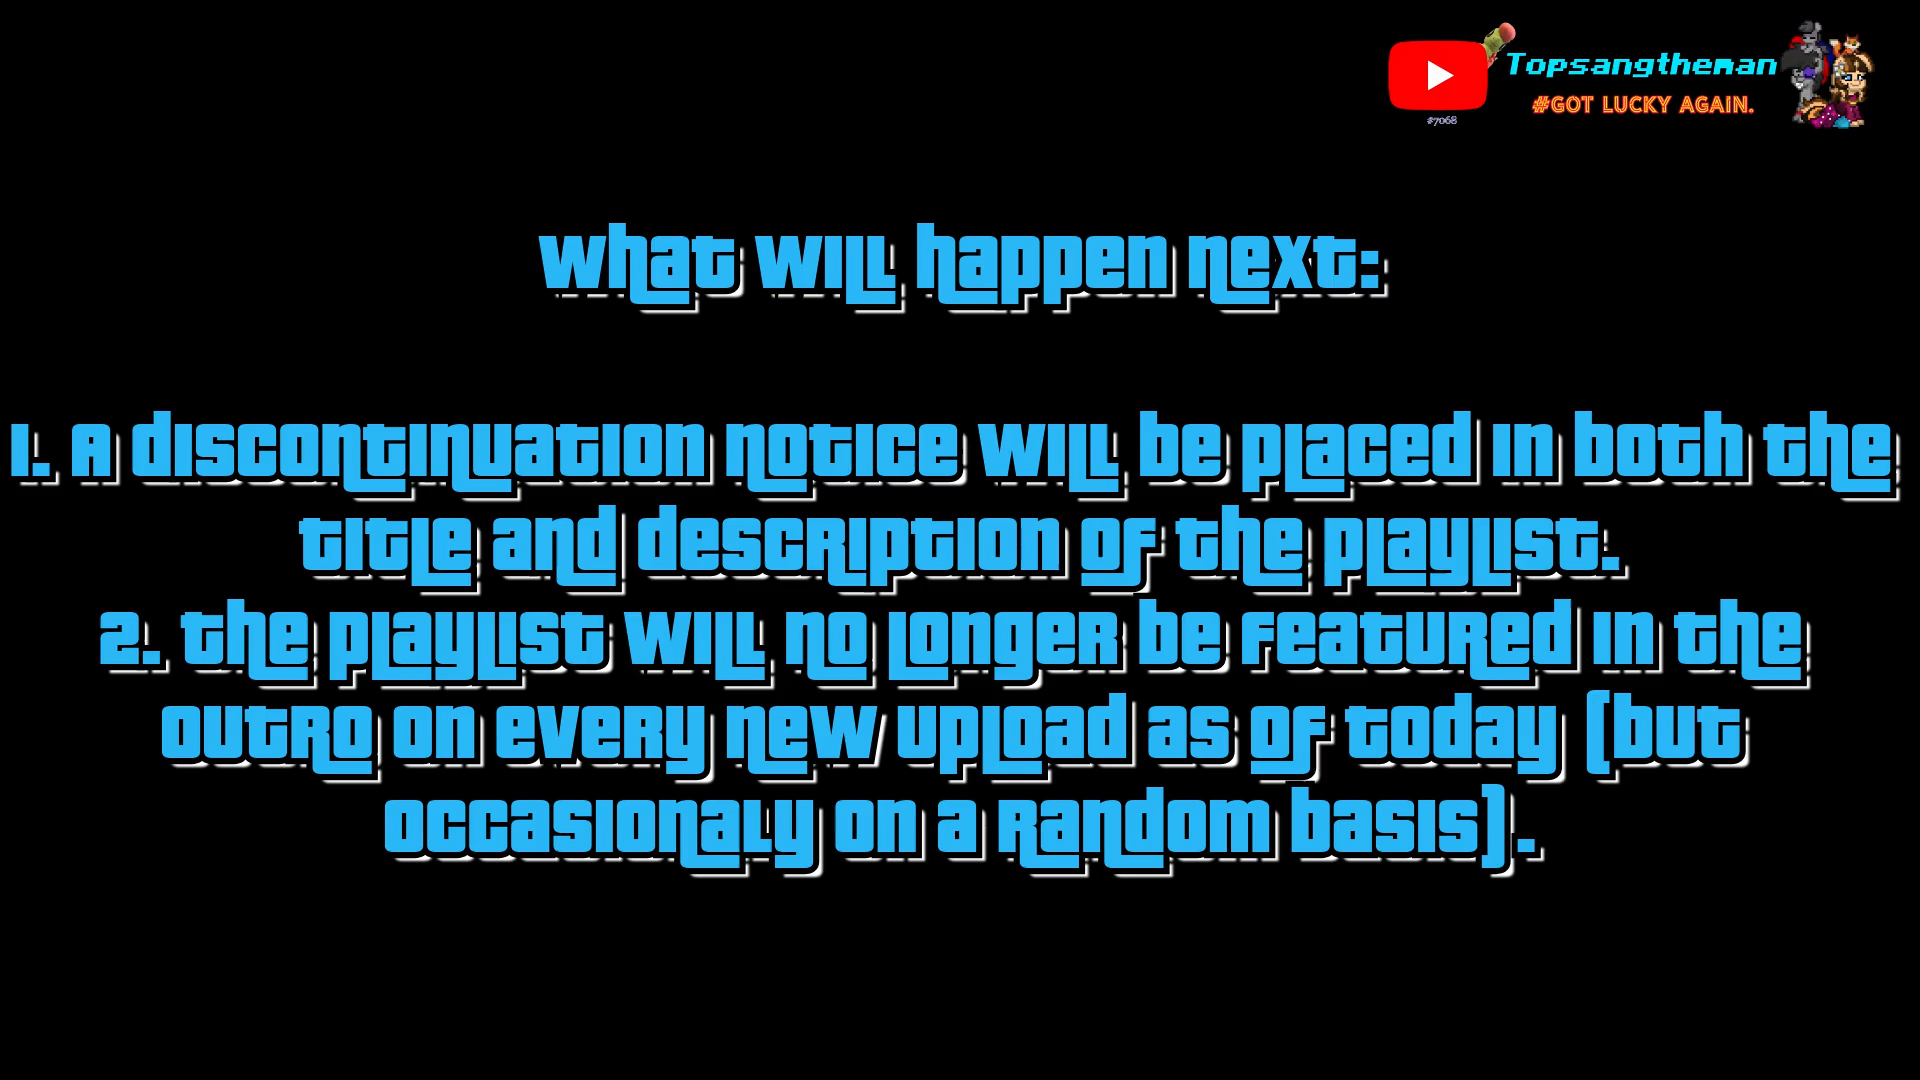 Topsangtheman
#GOT LUCKY AGAIN.
#7068
What will happen next:
1. A discontinuation notice will be placed in both the
title and description of the playlist.
2. the playlist will no longer be featured in the
outro on every new upload as of today (but
occasionaly on a random basis).